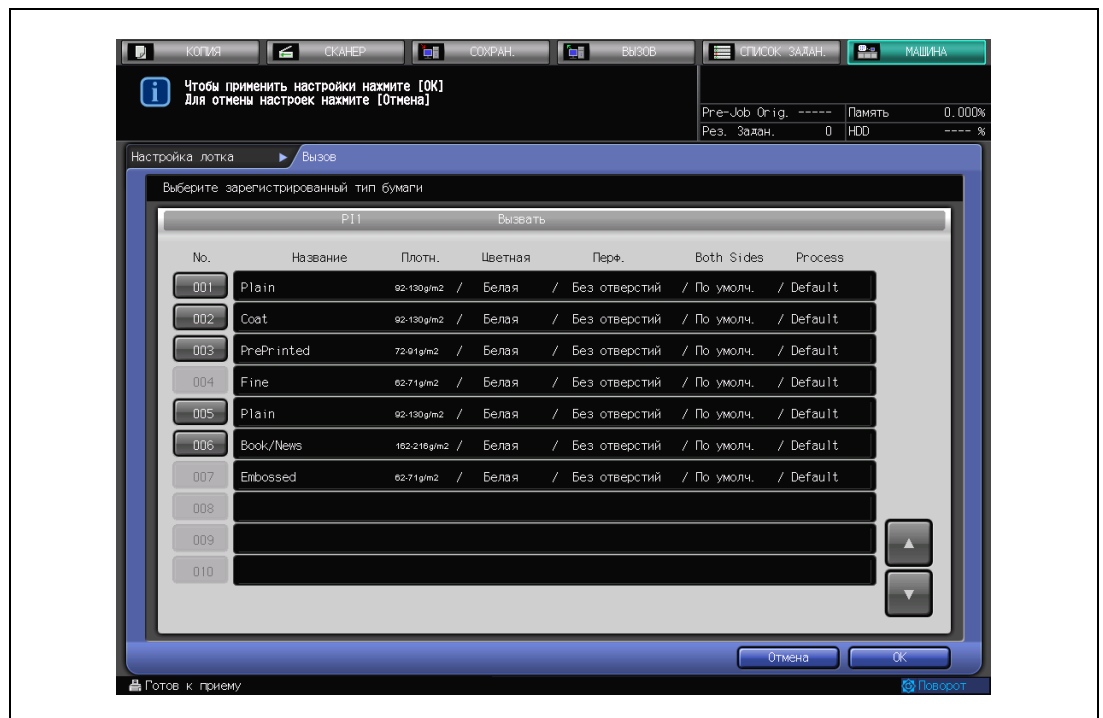 КОПИЯ СКАНЕР СОХРАН. ВЫЗОВ СПИСОК ЗАДАН. МАШИНА
Чтобы применить настройки нажмите [OK]
Для отмены настроек нажмите [Отмена]
Pre-Job Orig. ----- Память 0.000%
Рез. Задан. 0 HDD ---- %
Настройка лотка Вызов
Выберите зарегистрированный тип бумаги
PI1 Вызвать
No. Название Плотн. Цветная Перф. Both Sides Process
001 Plain 92-130g/m2 / Белая / Без отверстий / По умолч. / Default
002 Coat 92-130g/m2 / Белая / Без отверстий / По умолч. / Default
003 PrePrinted 72-91g/m2 / Белая / Без отверстий / По умолч. / Default
004 Fine 62-71g/m2 / Белая / Без отверстий / По умолч. / Default
005 Plain 92-130g/m2 / Белая / Без отверстий / По умолч. / Default
006 Book/News 162-216g/m2 / Белая / Без отверстий / По умолч. / Default
007 Embossed 62-71g/m2 / Белая / Без отверстий / По умолч. / Default
008
009
010
Отмена OK
Готов к приему Поворот